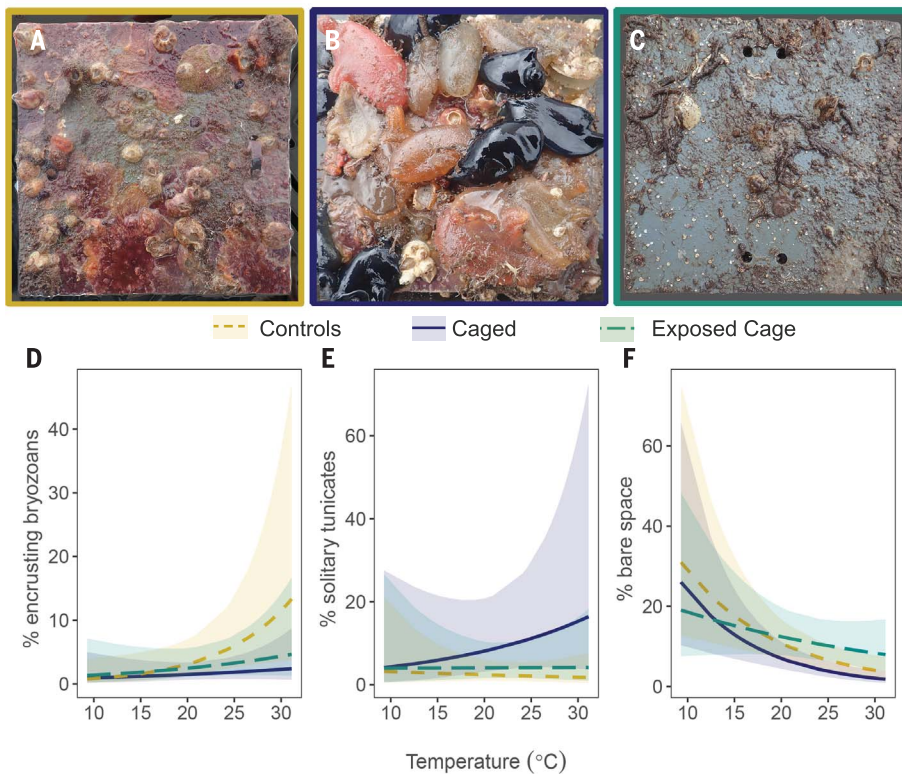 A B C
Controls Caged Exposed Cage
D E F
% encrusting bryozoans
40
30
20
10
0
10 15 20 25 30
% solitary tunicates
60
40
20
0
10 15 20 25 30
% bare space
60
40
20
0
10 15 20 25 30
Temperature (°C)